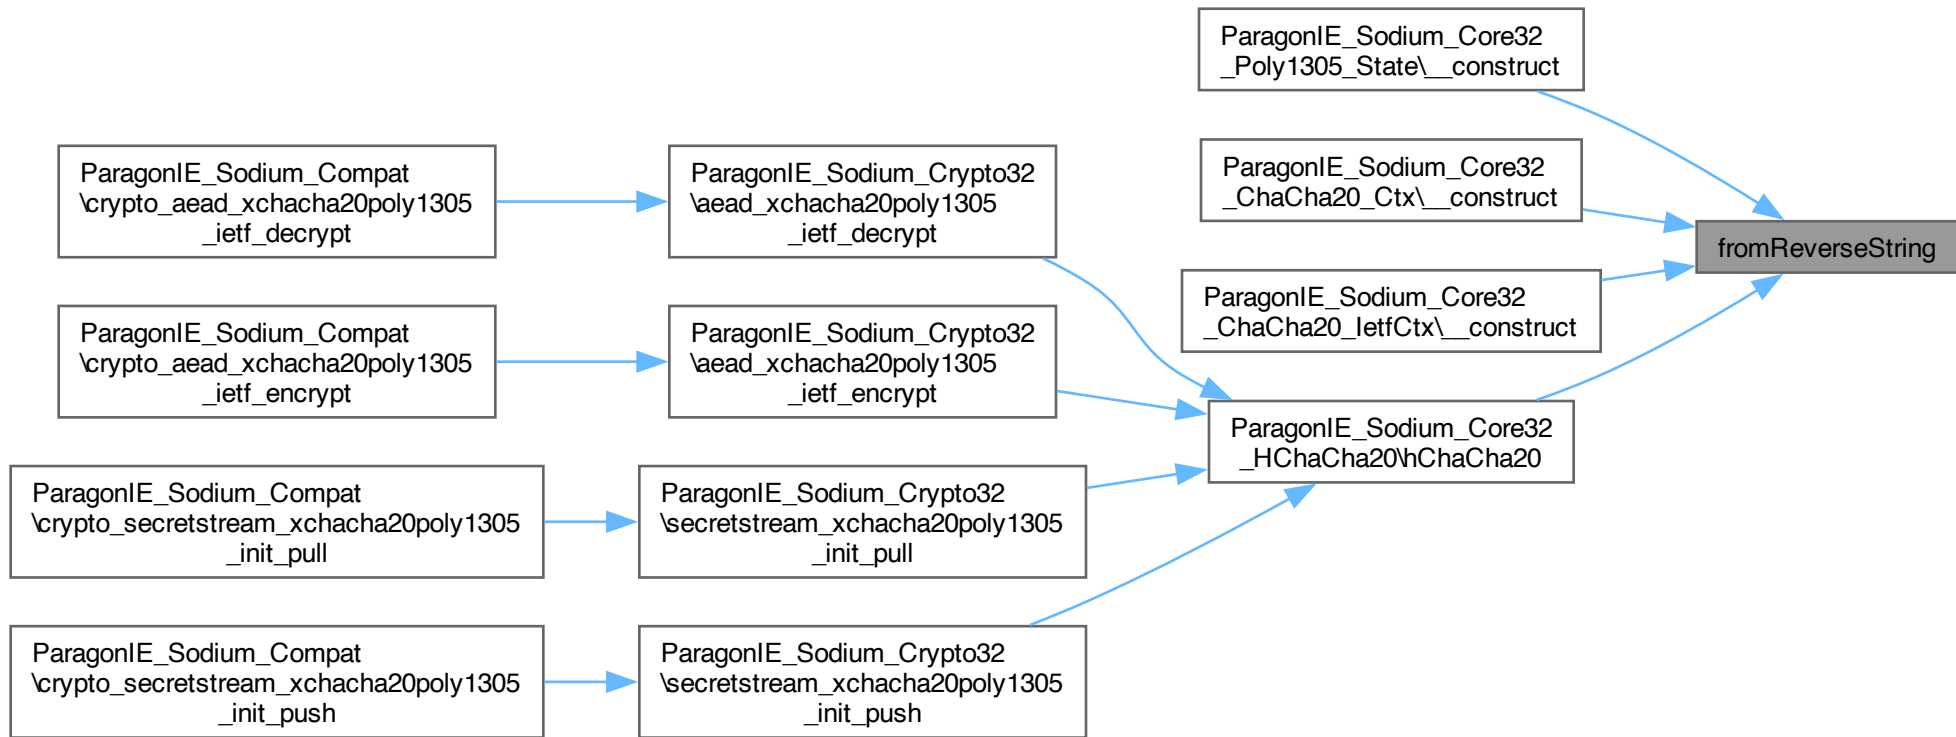 ParagonIE_Sodium_Core32
_Poly1305_State\__construct
ParagonIE_Sodium_Core32
_ChaCha20_Ctx\__construct
fromReverseString
ParagonIE_Sodium_Core32
_ChaCha20_IetfCtx\__construct
ParagonIE_Sodium_Core32
_HChaCha20\hChaCha20
ParagonIE_Sodium_Compat
\crypto_aead_xchacha20poly1305
_ietf_decrypt
ParagonIE_Sodium_Crypto32
\aead_xchacha20poly1305
_ietf_decrypt
ParagonIE_Sodium_Compat
\crypto_aead_xchacha20poly1305
_ietf_encrypt
ParagonIE_Sodium_Crypto32
\aead_xchacha20poly1305
_ietf_encrypt
ParagonIE_Sodium_Compat
\crypto_secretstream_xchacha20poly1305
_init_pull
ParagonIE_Sodium_Crypto32
\secretstream_xchacha20poly1305
_init_pull
ParagonIE_Sodium_Compat
\crypto_secretstream_xchacha20poly1305
_init_push
ParagonIE_Sodium_Crypto32
\secretstream_xchacha20poly1305
_init_push